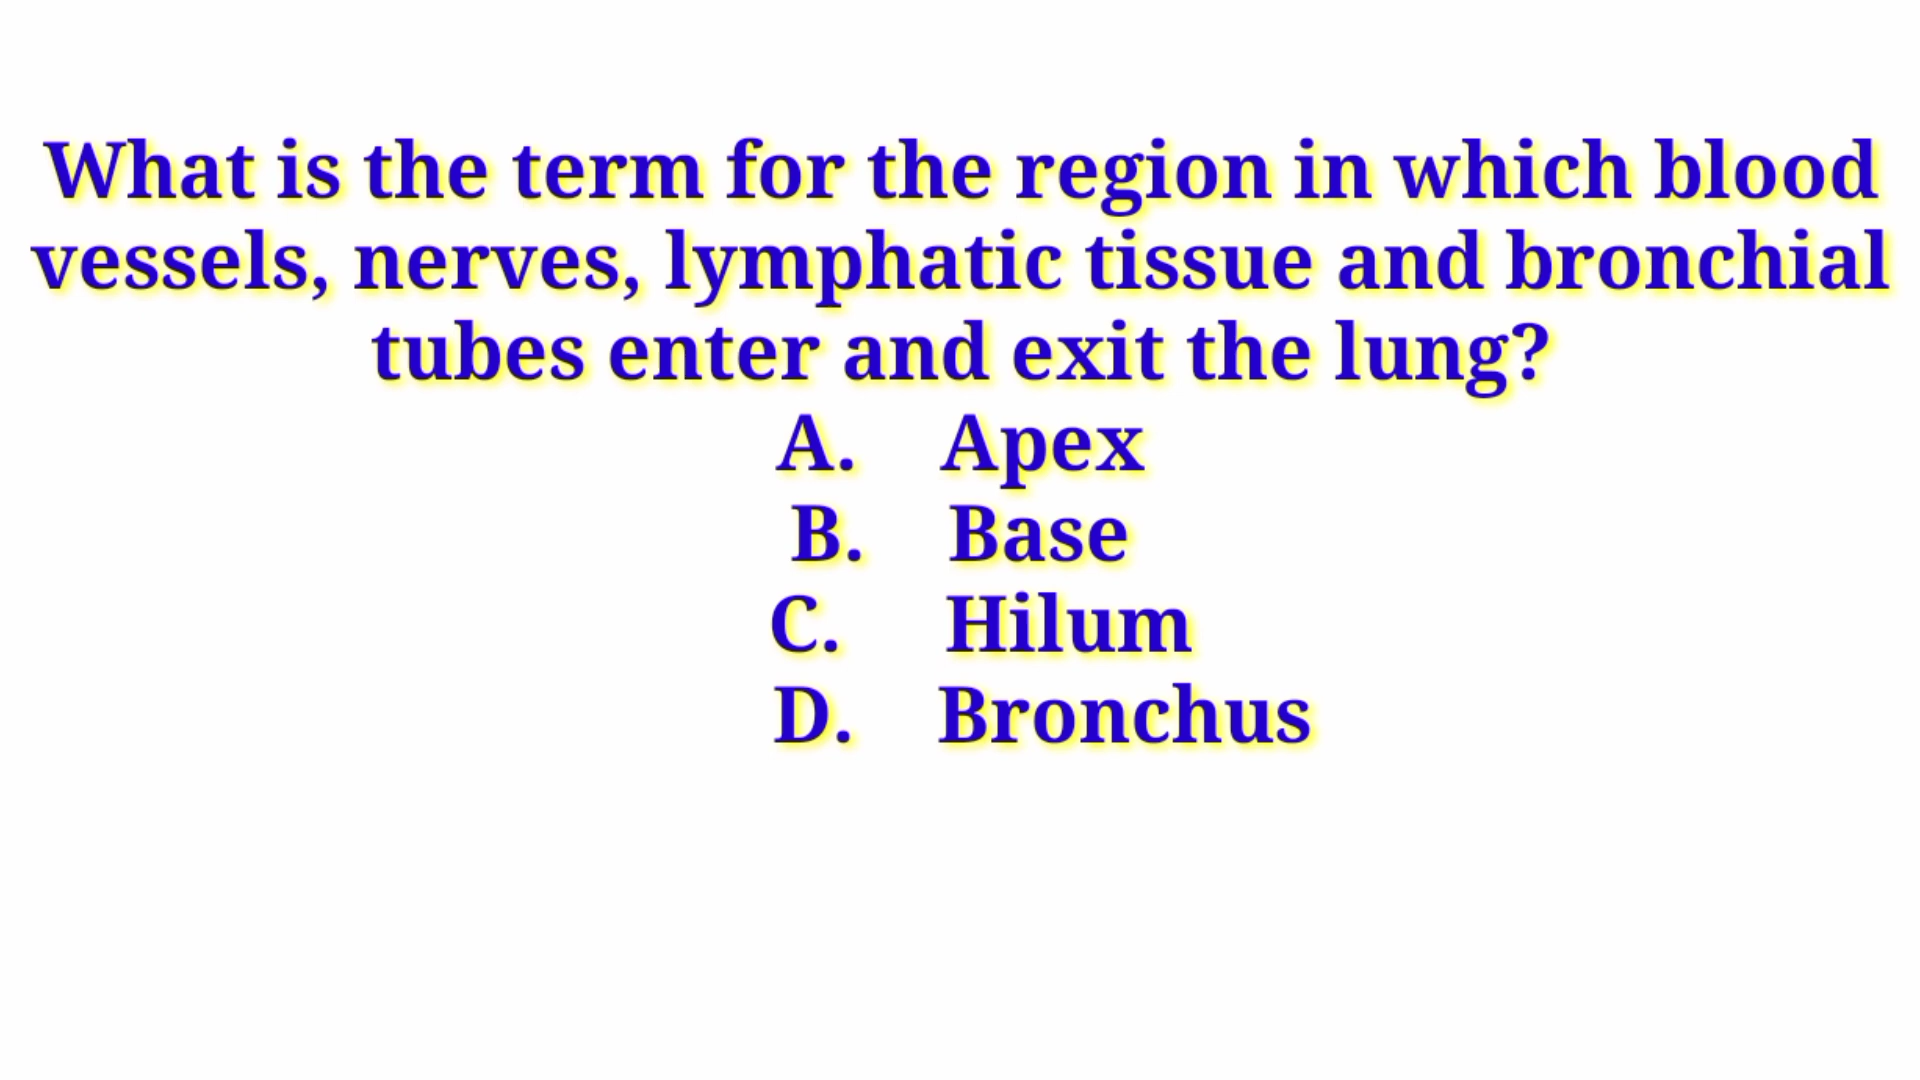 What is the term for the region in which blood
vessels, nerves, lymphatic tissue and bronchial
tubes enter and exit the lung?
A. Apex
B. Base
C. Hilum
D. Bronchus